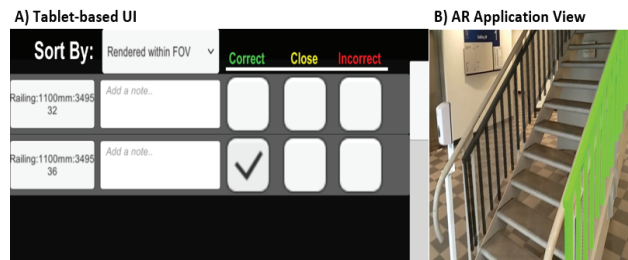 A) Tablet-based UI
B) AR Application View
Sort By:
Rendered within FOV
Correct
Close
Incorrect
Railing:1100mm:3495
32
Add a note..
Railing:1100mm:3495
36
Add a note..